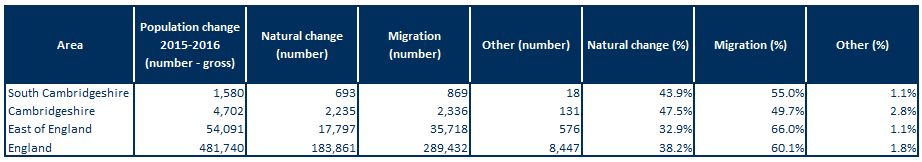 Area Population change 2015-2016 (number - gross) Natural change (number) Migration (number) Other (number) Natural change (%) Migration (%) Other (%)
South Cambridgeshire 1,580 693 869 18 43.9% 55.0% 1.1%
Cambridgeshire 4,702 2,235 2,336 131 47.5% 49.7% 2.8%
East of England 54,091 17,797 35,718 576 32.9% 66.0% 1.1%
England 481,740 183,861 289,432 8,447 38.2% 60.1% 1.8%